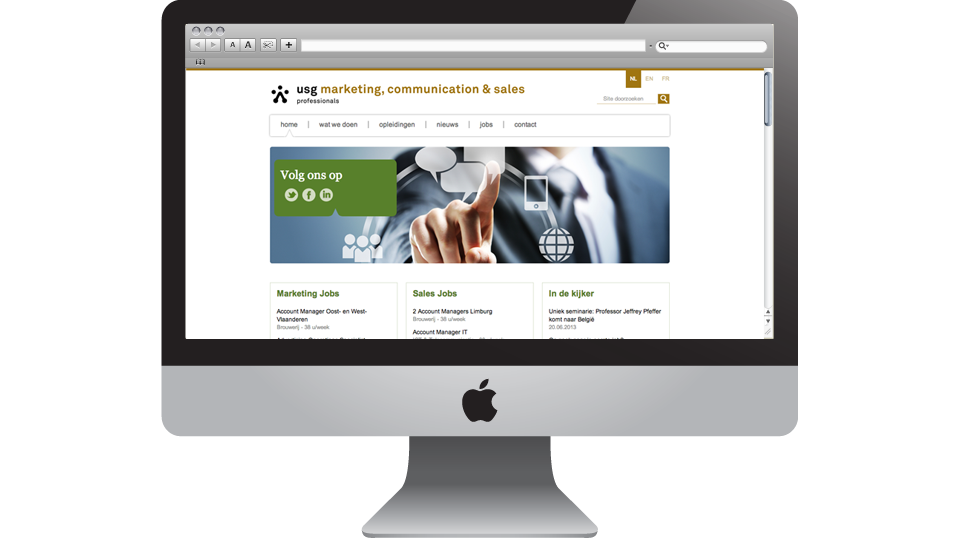 A A +
NL EN FR
usg marketing, communication & sales
professionals
Site doorzoeken
home | wat we doen | opleidingen | nieuws | jobs | contact
Volg ons op
Marketing Jobs
Account Manager Oost- en West-
Vlaanderen
Brouwerij - 38 u/week
Sales Jobs
2 Account Managers Limburg
Brouwerij - 38 u/week
Account Manager IT
In de kijker
Uniek seminarie: Professor Jeffrey Pfeffer
komt naar België
20.06.2013